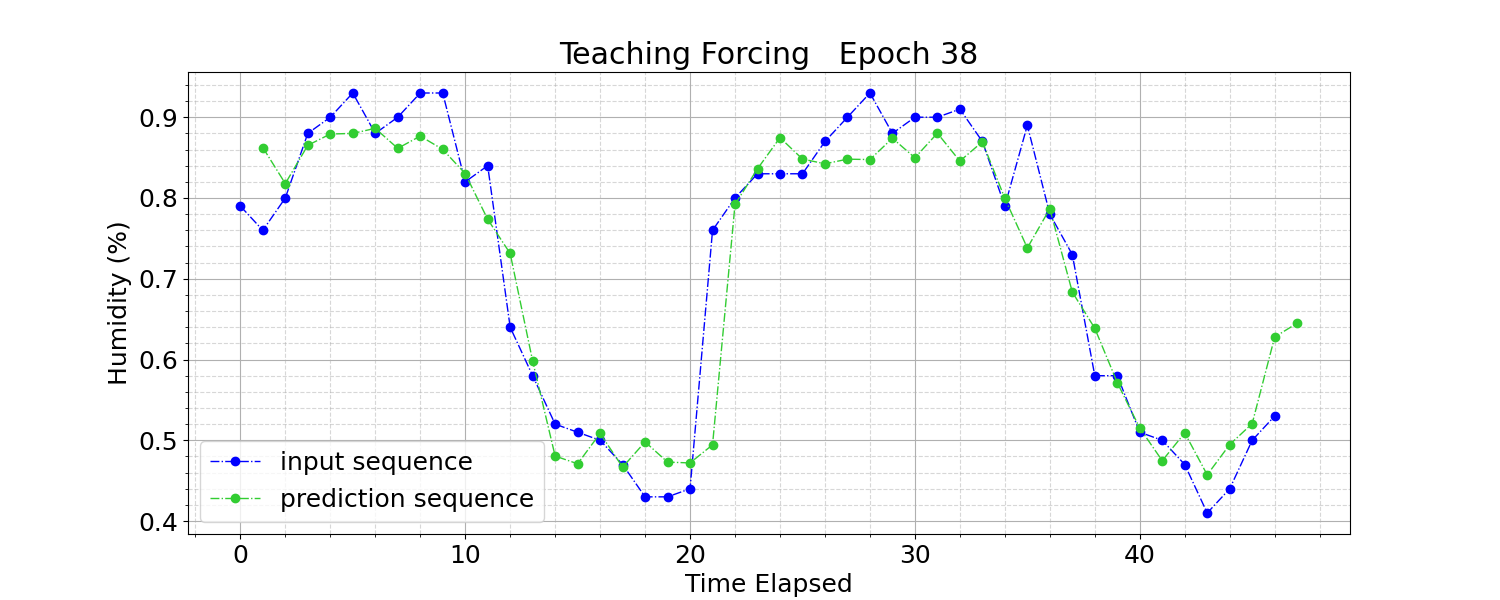 Teaching Forcing   Epoch 38
Humidity (%)
0.9
0.8
0.7
0.6
0.5
0.4
input sequence
prediction sequence
0 10 20 30 40
Time Elapsed